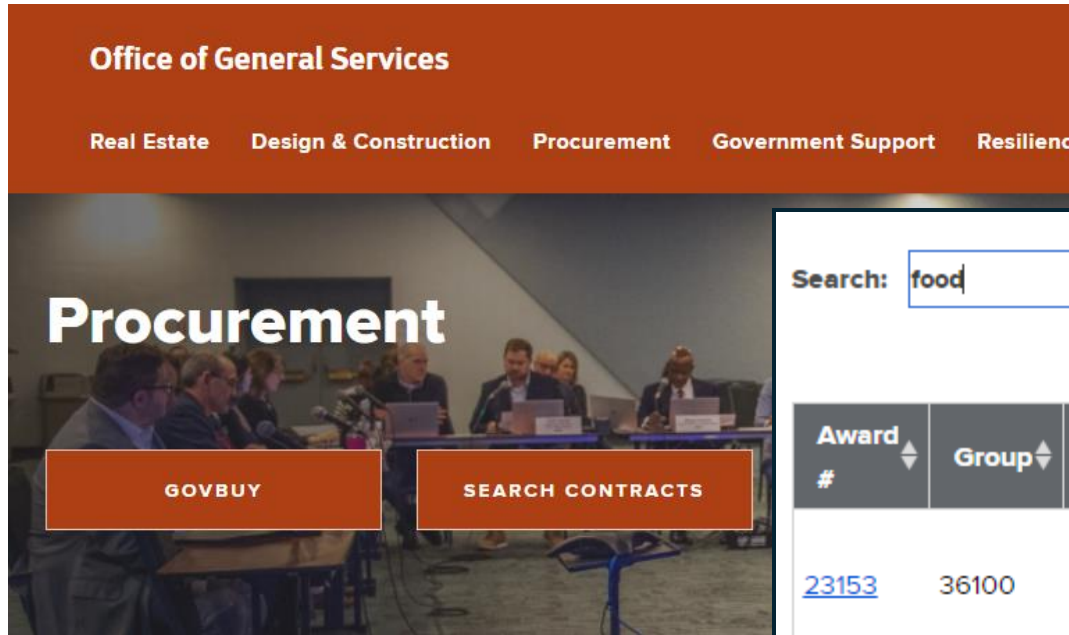 Office of General Services
Real Estate Design & Construction Procurement Government Support Resilienc
Procurement
GOVBUY SEARCH CONTRACTS
Search: food
Award # Group
23153 36100